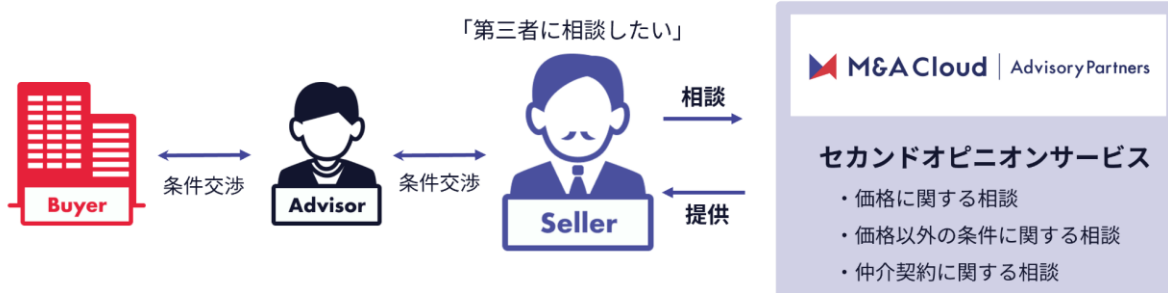 「第三者に相談したい」
Buyer
条件交渉
Advisor
条件交渉
Seller
相談
提供
M&A Cloud | Advisory Partners
セカンドオピニオンサービス
・価格に関する相談
・価格以外の条件に関する相談
・仲介契約に関する相談